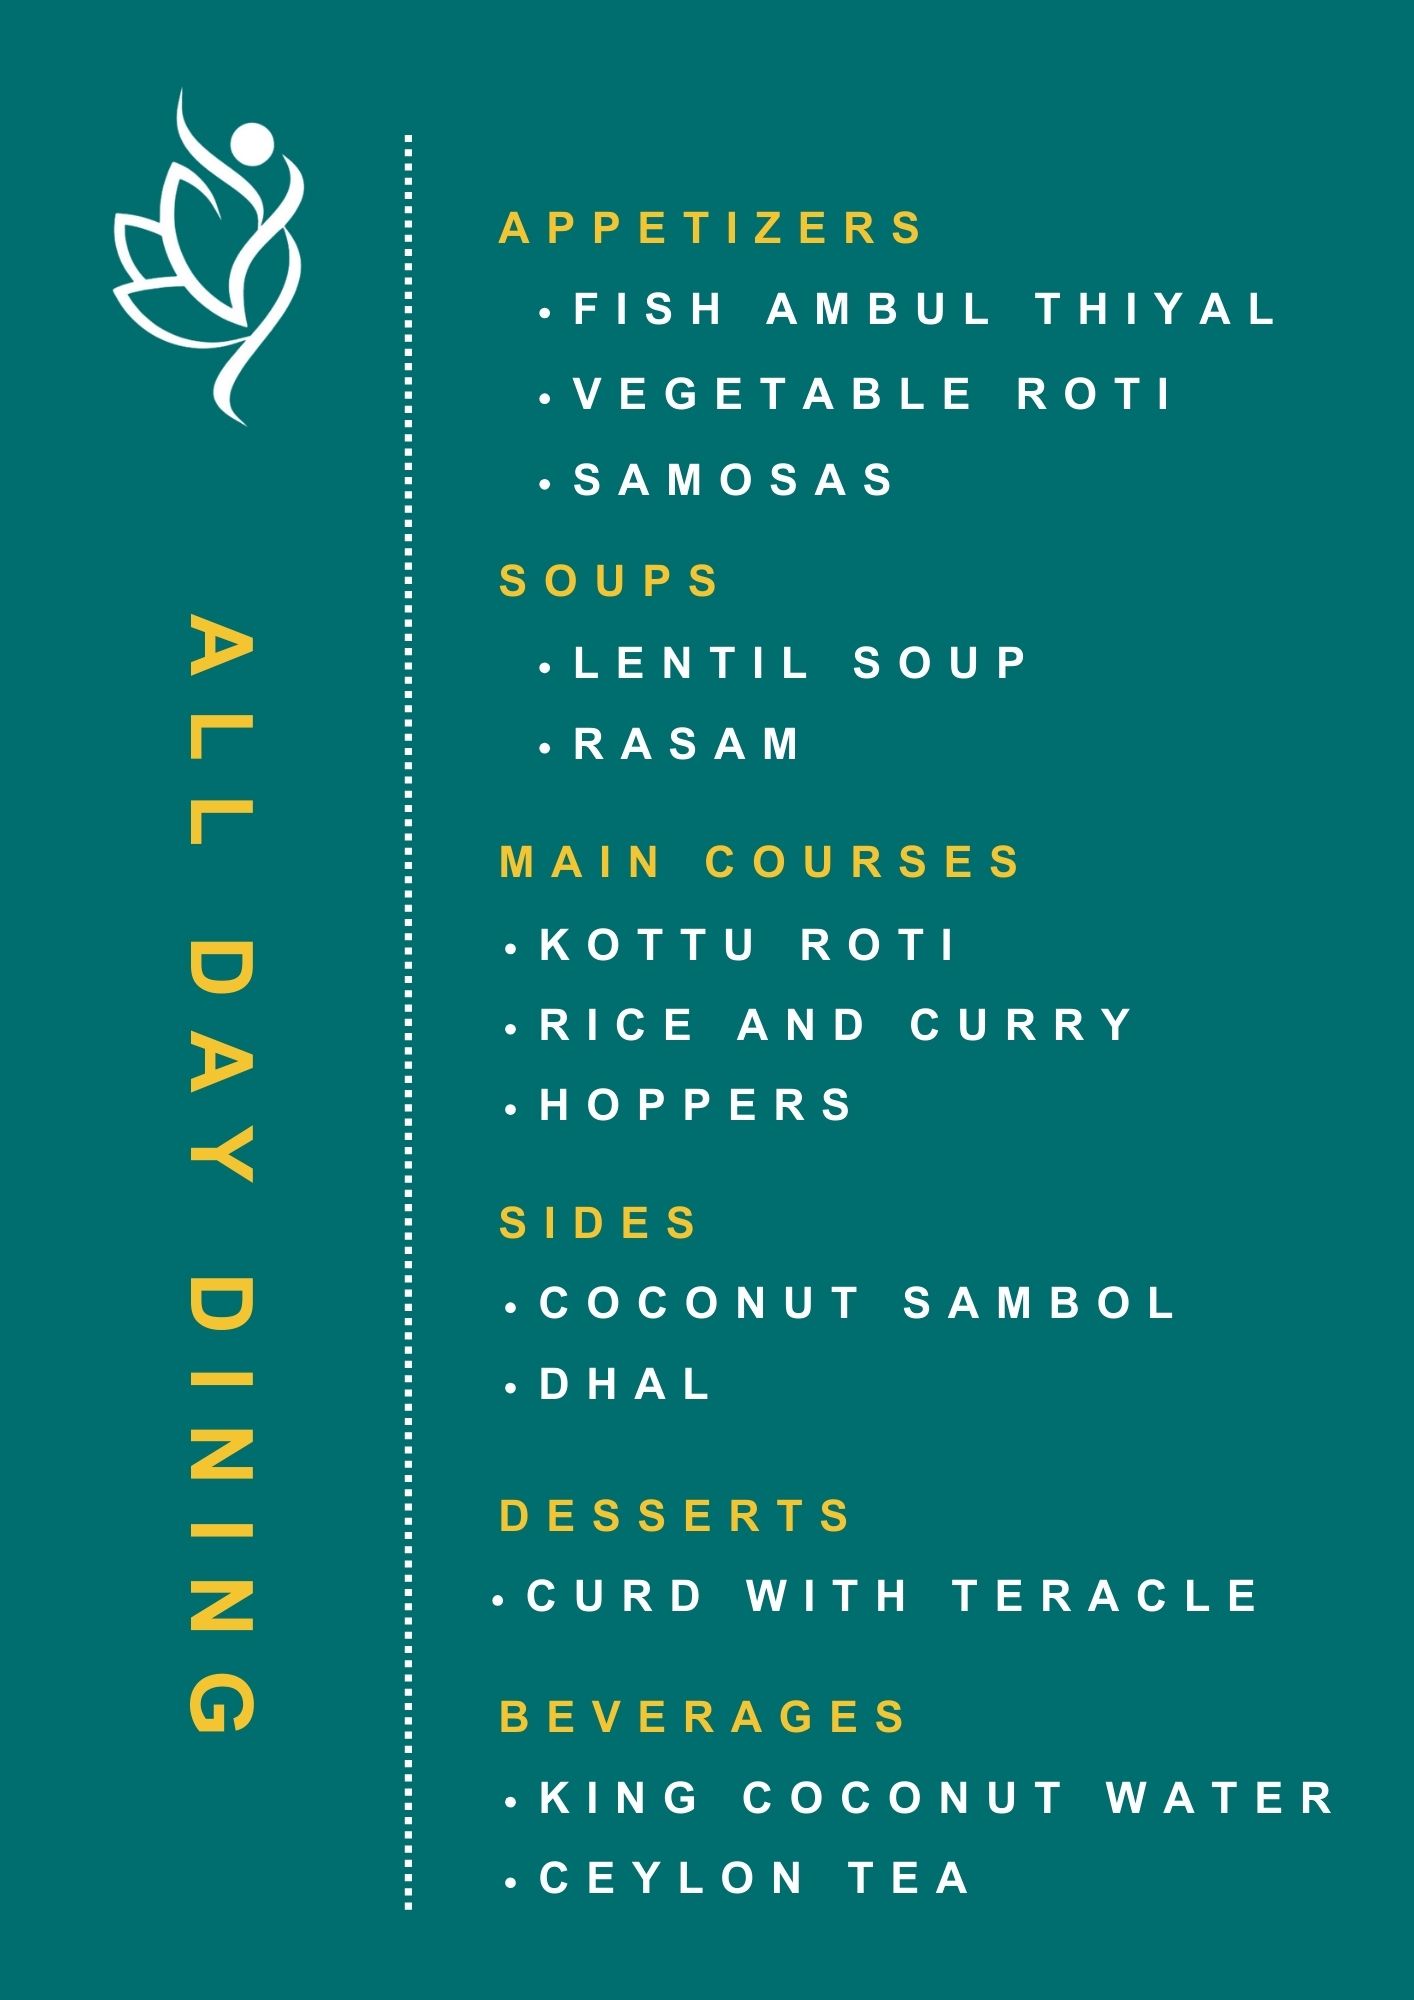 ALL DAY DINING
APPETIZERS
• FISH AMBUL THIYAL
• VEGETABLE ROTI
• SAMOSAS
SOUPS
• LENTIL SOUP
• RASAM
MAIN COURSES
• KOTTU ROTI
• RICE AND CURRY
• HOPPERS
SIDES
• COCONUT SAMBOL
• DHAL
DESSERTS
• CURD WITH TERACLE
BEVERAGES
• KING COCONUT WATER
• CEYLON TEA